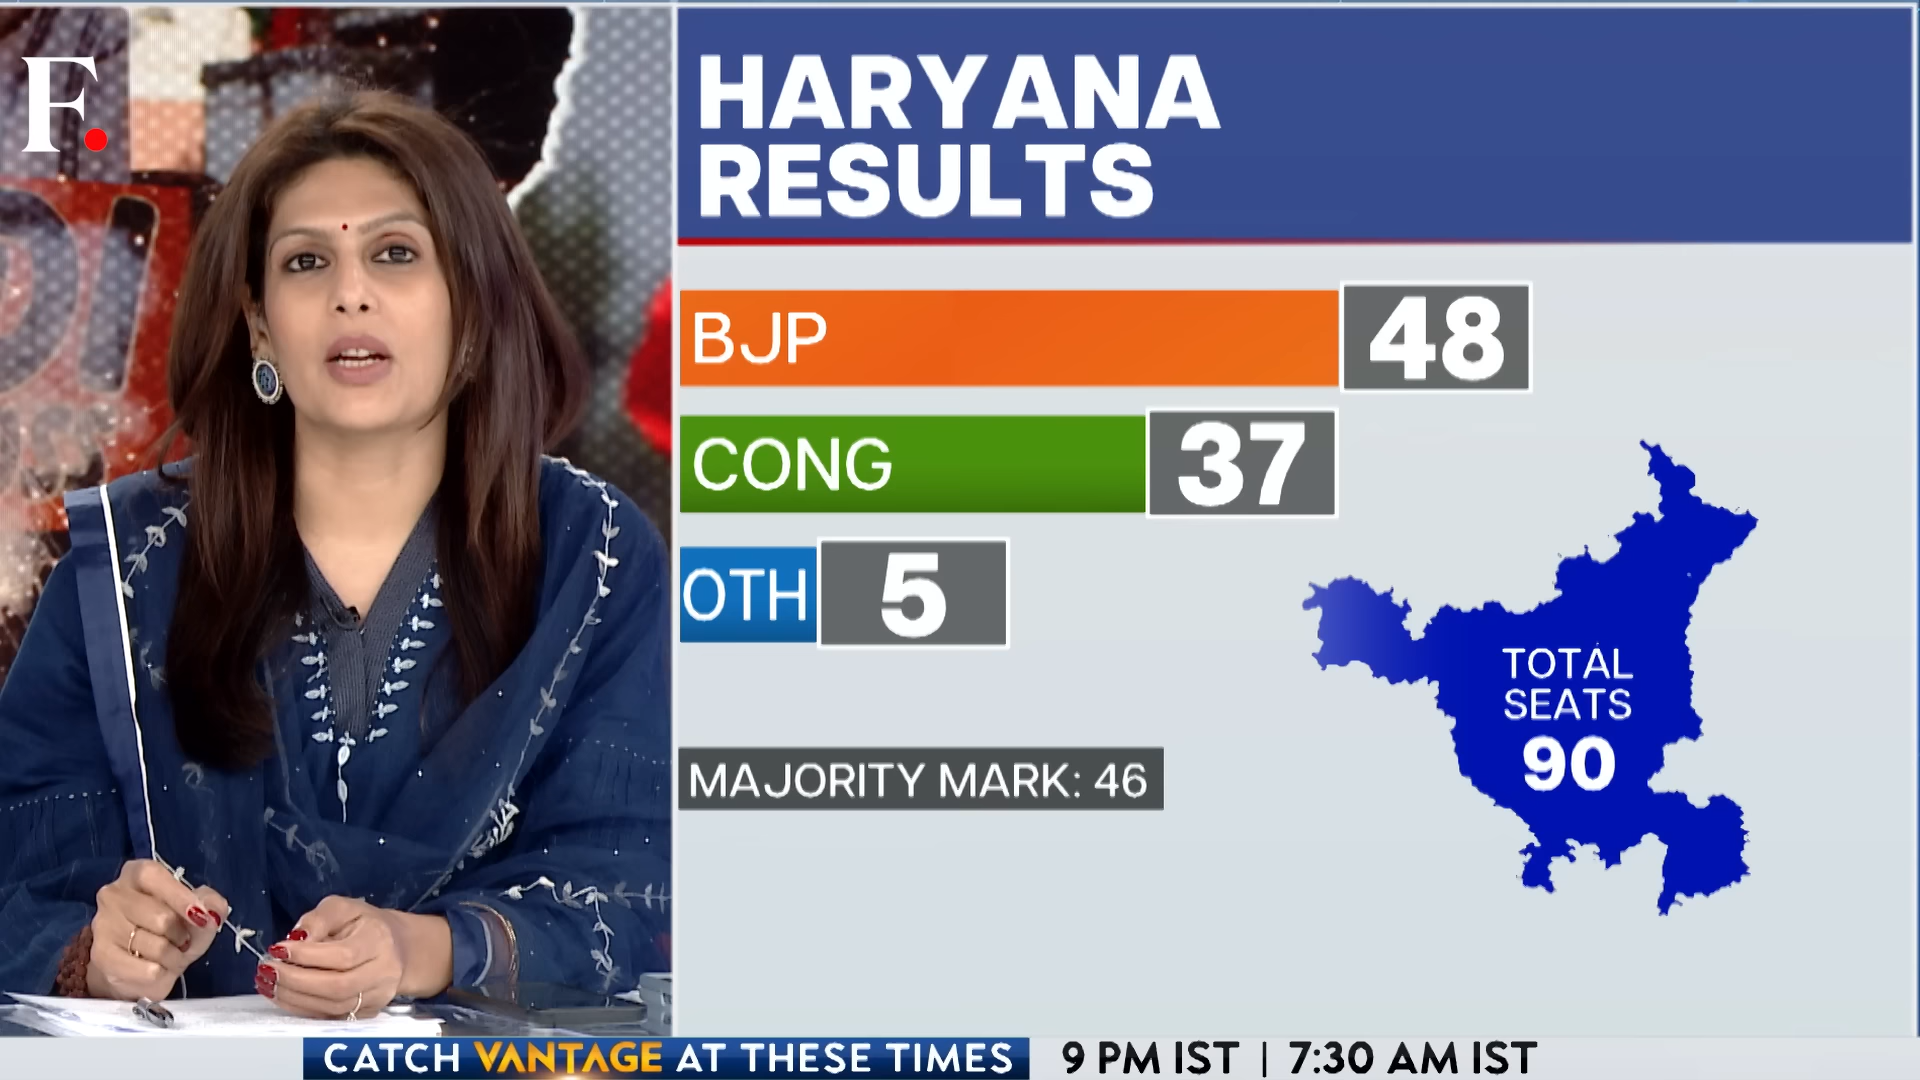 F.
HARYANA
RESULTS
BJP 48
CONG 37
OTH 5
TOTAL
SEATS
90
MAJORITY MARK: 46
CATCH VANTAGE AT THESE TIMES 9 PM IST | 7:30 AM IST